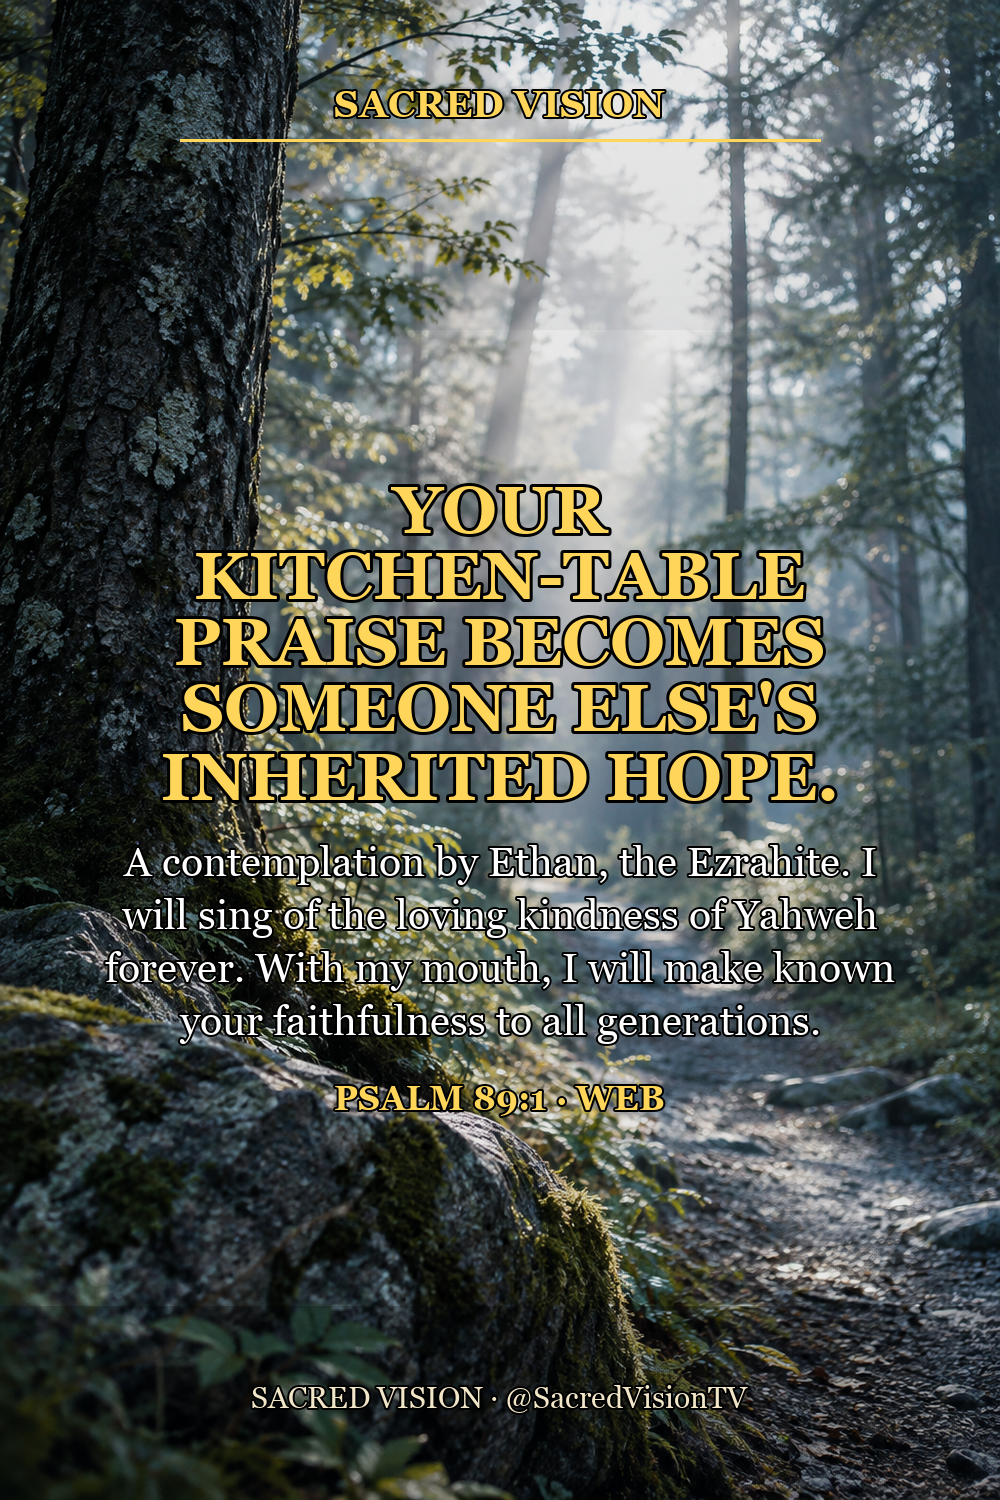 SACRED VISION
YOUR
KITCHEN-TABLE
PRAISE BECOMES
SOMEONE ELSE'S
INHERITED HOPE.
A contemplation by Ethan, the Ezrahite. I
will sing of the loving kindness of Yahweh
forever. With my mouth, I will make known
your faithfulness to all generations.
PSALM 89:1 · WEB
SACRED VISION · @SacredVisionTV